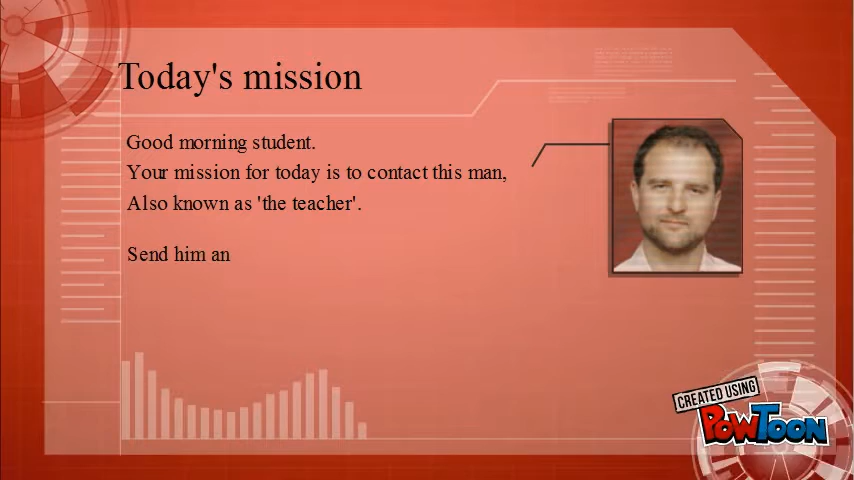 Today's mission
Good morning student.
Your mission for today is to contact this man,
Also known as 'the teacher'.
Send him an
CREATED USING
POWTOON